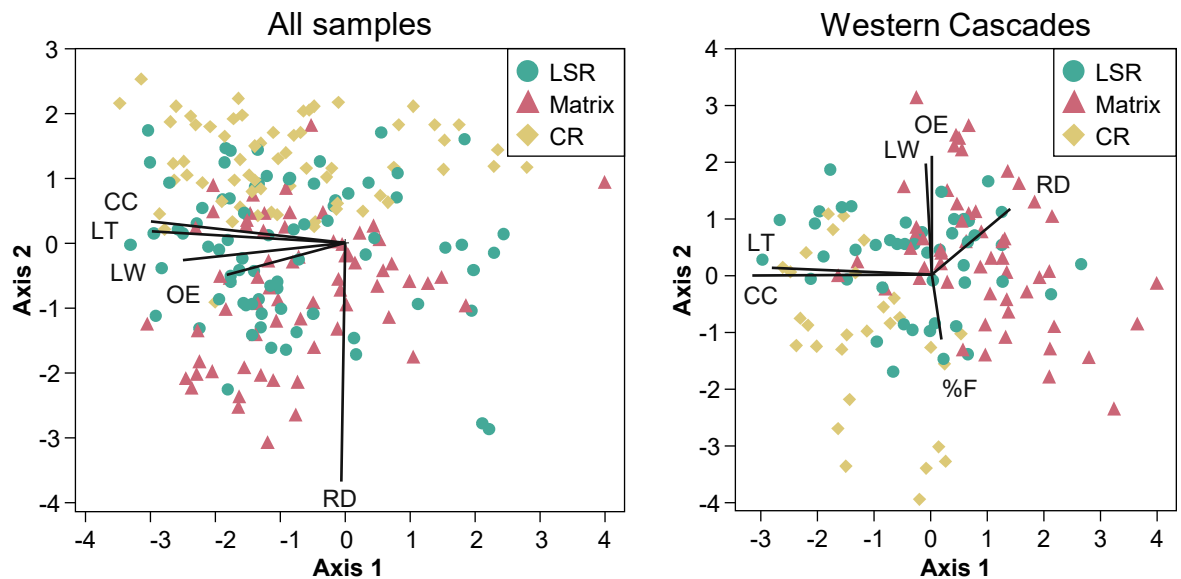 All samples
LSR
Matrix
CR
CC
LT
LW
OE
RD
3
2
1
0
-1
-2
-3
-4
Axis 2
-4 -3 -2 -1 0 1 2 3 4
Axis 1
Western Cascades
LSR
Matrix
CR
OE
LW
RD
LT
CC
%F
4
3
2
1
0
-1
-2
-3
-4
Axis 2
-3 -2 -1 0 1 2 3 4
Axis 1